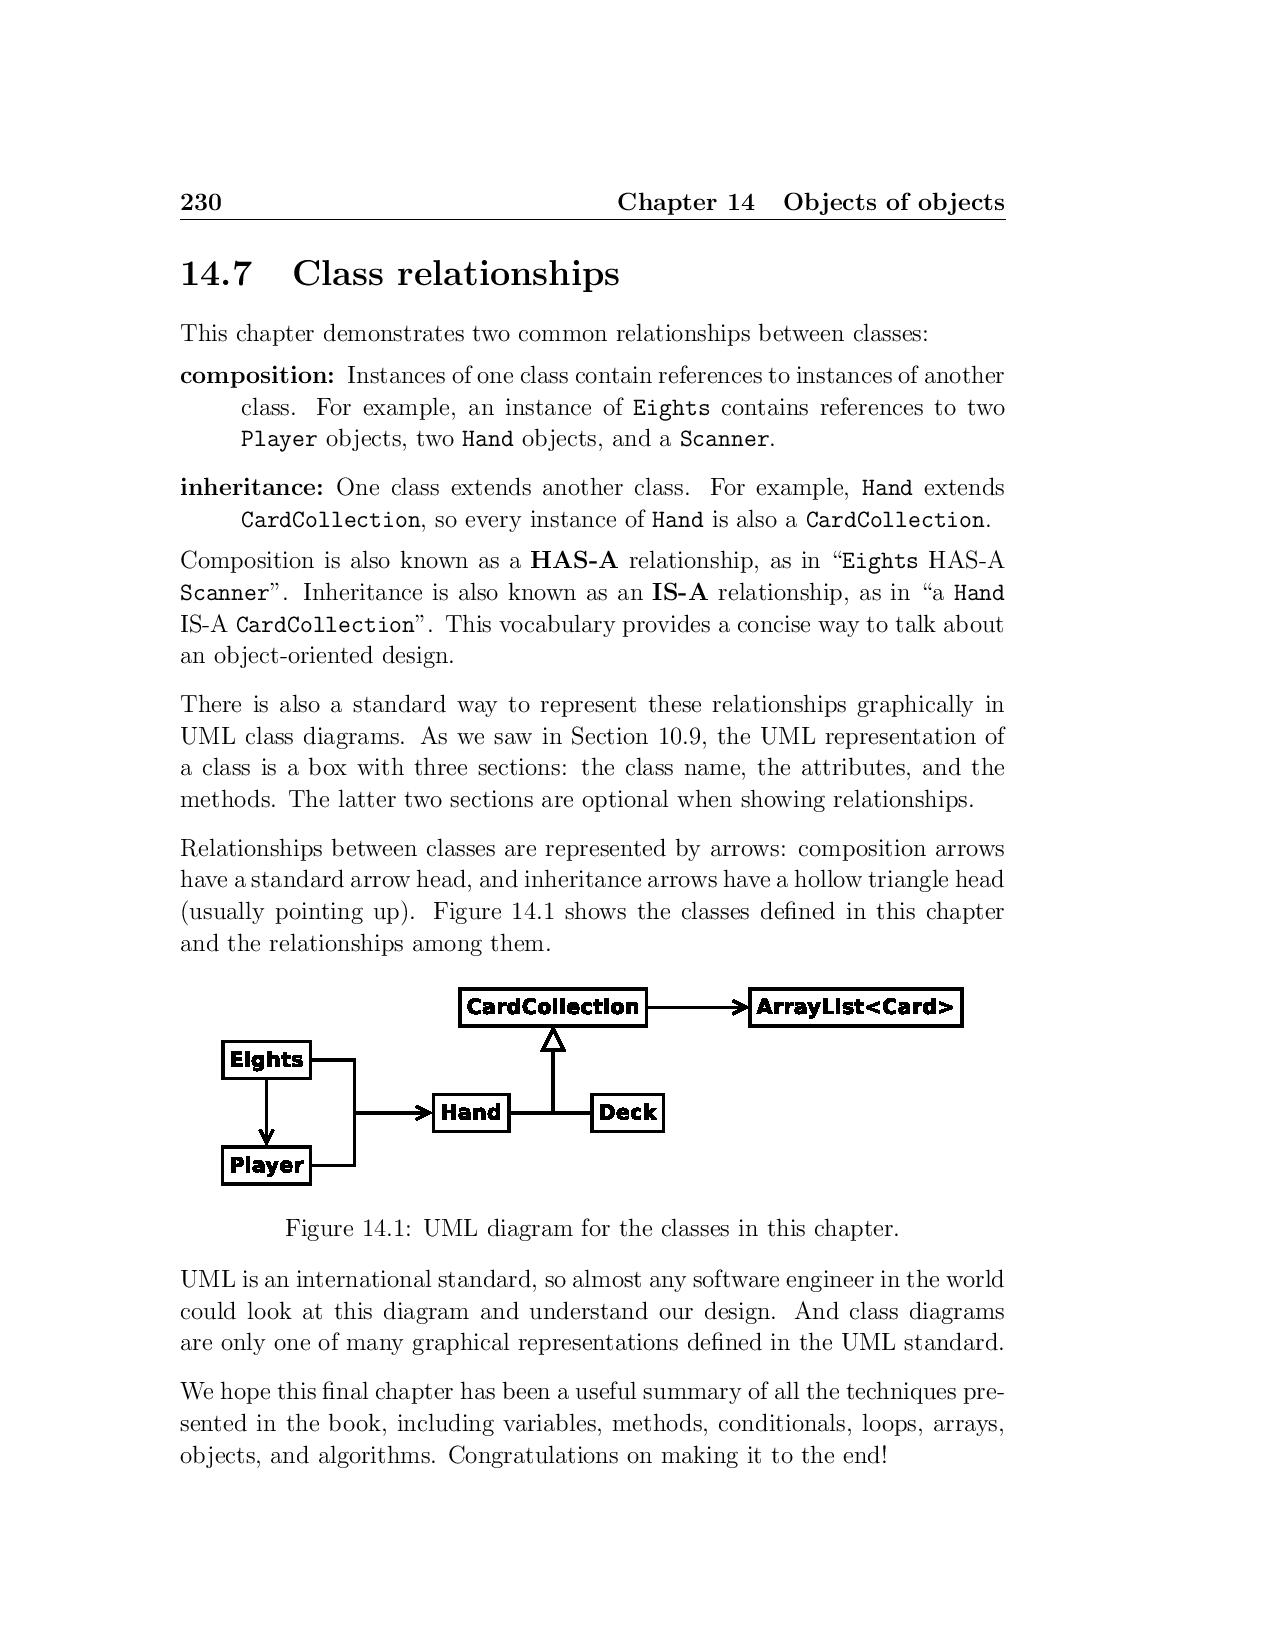 230 Chapter 14 Objects of objects
14.7 Class relationships
This chapter demonstrates two common relationships between classes:
composition: Instances of one class contain references to instances of another
class. For example, an instance of Eights contains references to two
Player objects, two Hand objects, and a Scanner.
inheritance: One class extends another class. For example, Hand extends
CardCollection, so every instance of Hand is also a CardCollection.
Composition is also known as a HAS-A relationship, as in “Eights HAS-A
Scanner”. Inheritance is also known as an IS-A relationship, as in “a Hand
IS-A CardCollection”. This vocabulary provides a concise way to talk about
an object-oriented design.
There is also a standard way to represent these relationships graphically in
UML class diagrams. As we saw in Section 10.9, the UML representation of
a class is a box with three sections: the class name, the attributes, and the
methods. The latter two sections are optional when showing relationships.
Relationships between classes are represented by arrows: composition arrows
have a standard arrow head, and inheritance arrows have a hollow triangle head
(usually pointing up). Figure 14.1 shows the classes defined in this chapter
and the relationships among them.
CardCollection ArrayList<Card>
Eights
Hand Deck
Player
Figure 14.1: UML diagram for the classes in this chapter.
UML is an international standard, so almost any software engineer in the world
could look at this diagram and understand our design. And class diagrams
are only one of many graphical representations defined in the UML standard.
We hope this final chapter has been a useful summary of all the techniques pre-
sented in the book, including variables, methods, conditionals, loops, arrays,
objects, and algorithms. Congratulations on making it to the end!